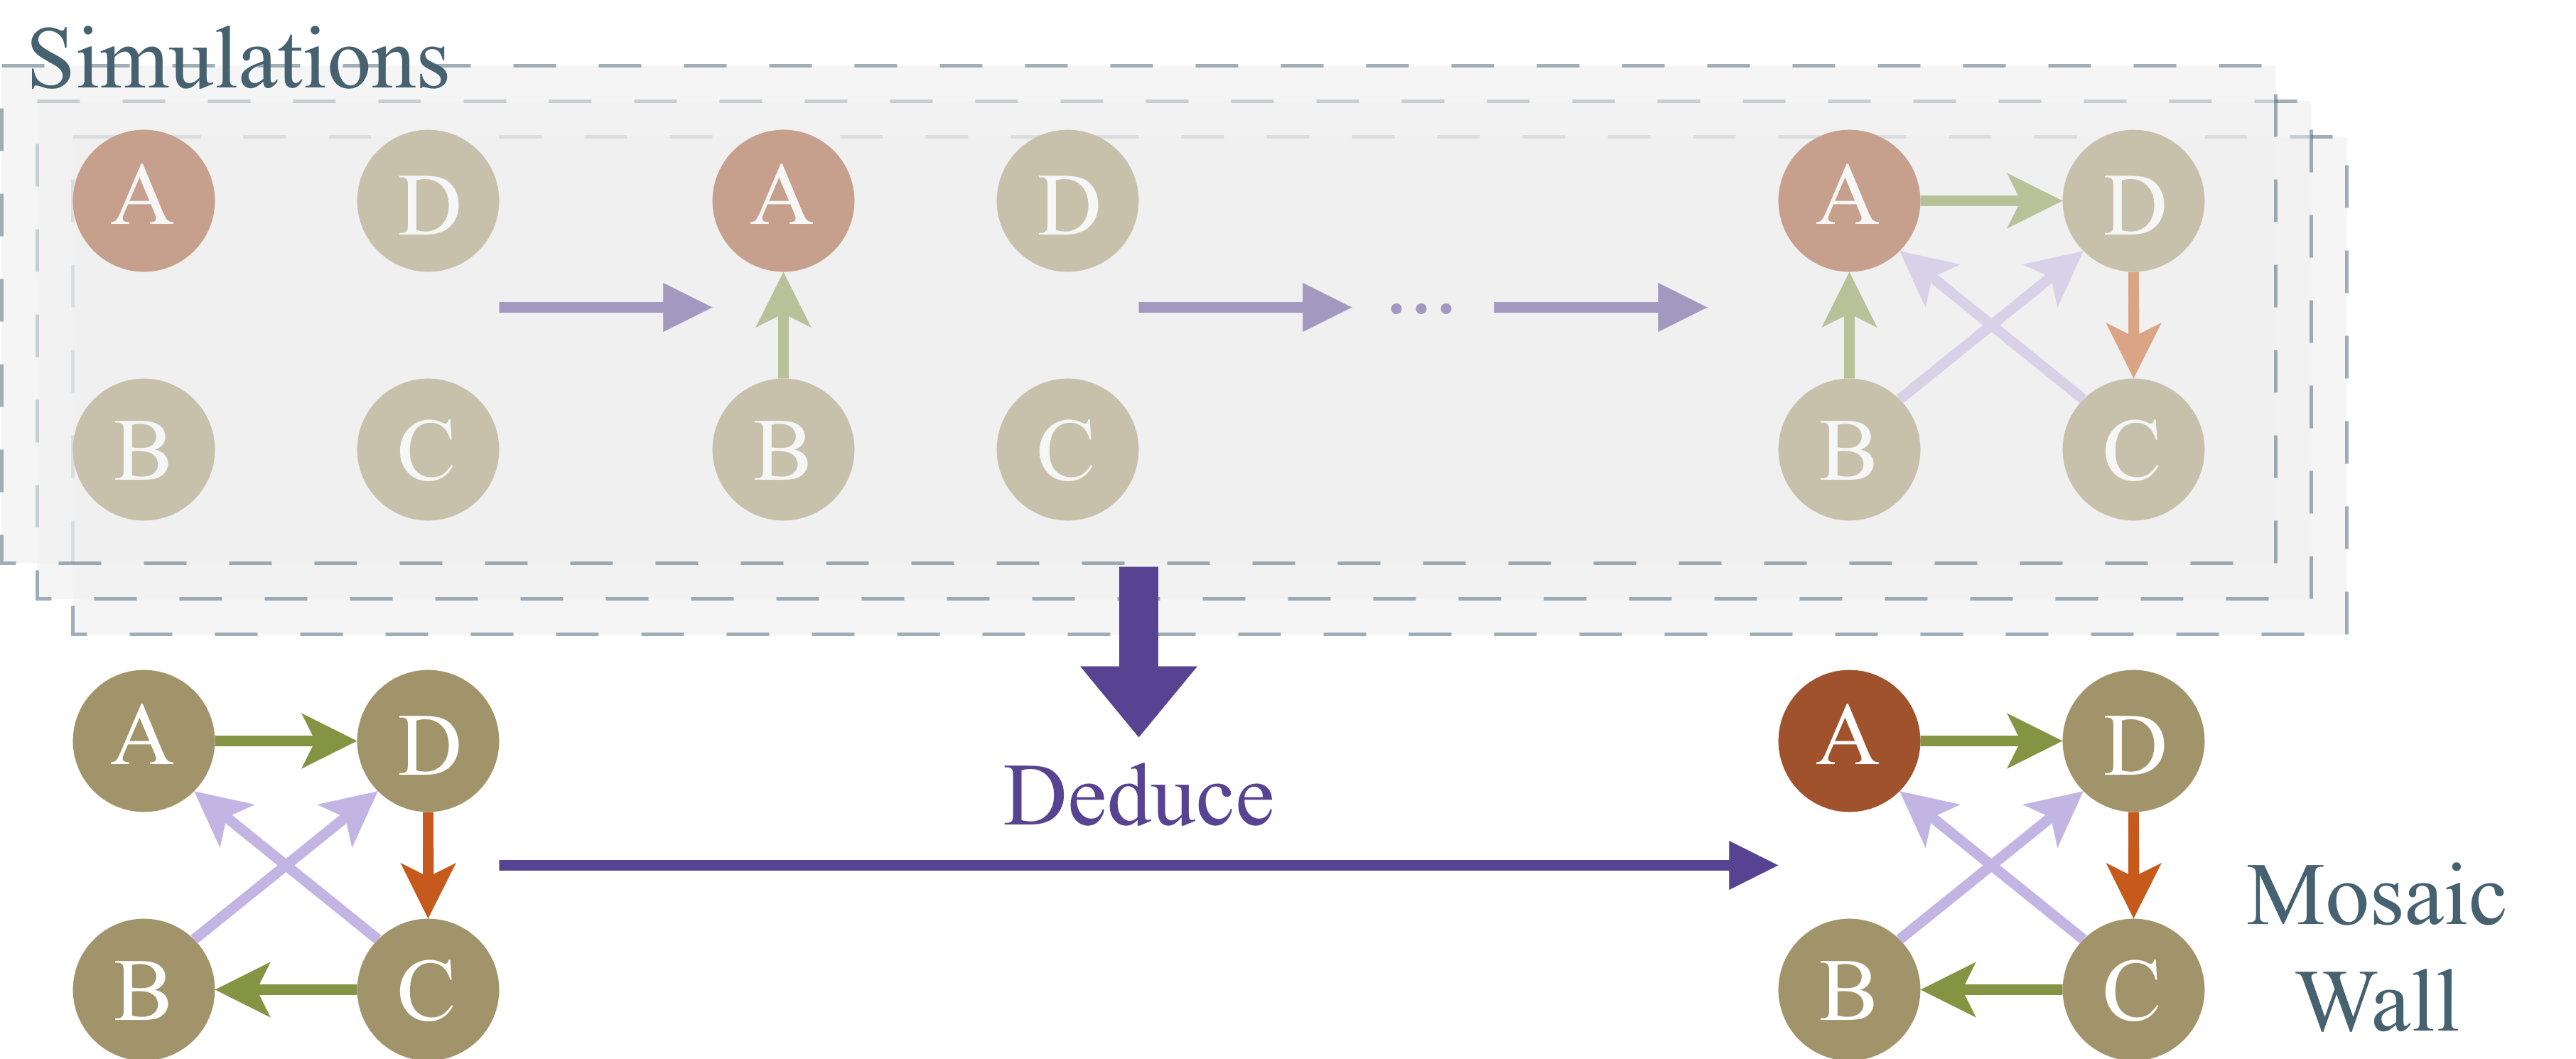 Simulations
A D A D A D
... 
B C B C B C
A D A D
Deduce
Mosaic
B C B C
Wall